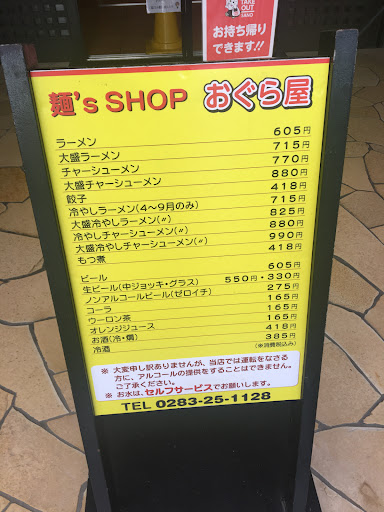 TAKE OUT
お持ち帰り
できます!!
麺's SHOP おぐら屋
ラーメン 605円
大盛ラーメン 715円
チャーシューメン 770円
大盛チャーシューメン 880円
餃子 418円
冷やしラーメン(4〜9月のみ) 715円
大盛冷やしラーメン(〃) 825円
冷やしチャーシューメン(〃) 880円
大盛冷やしチャーシューメン(〃) 990円
もつ煮 418円
ビール 605円
生ビール(中ジョッキ・グラス) 550円・330円
ノンアルコールビール(ゼロイチ) 275円
コーラ 165円
ウーロン茶 165円
オレンジジュース 165円
お酒(冷・燗) 418円
冷酒 385円
(※消費税込み)
※ 大変申し訳ありませんが、当店では運転をなさる
方に、アルコールの提供をすることはできません。
ご了承ください。
※ お水は、セルフサービスでお願いします。
TEL 0283-25-1128